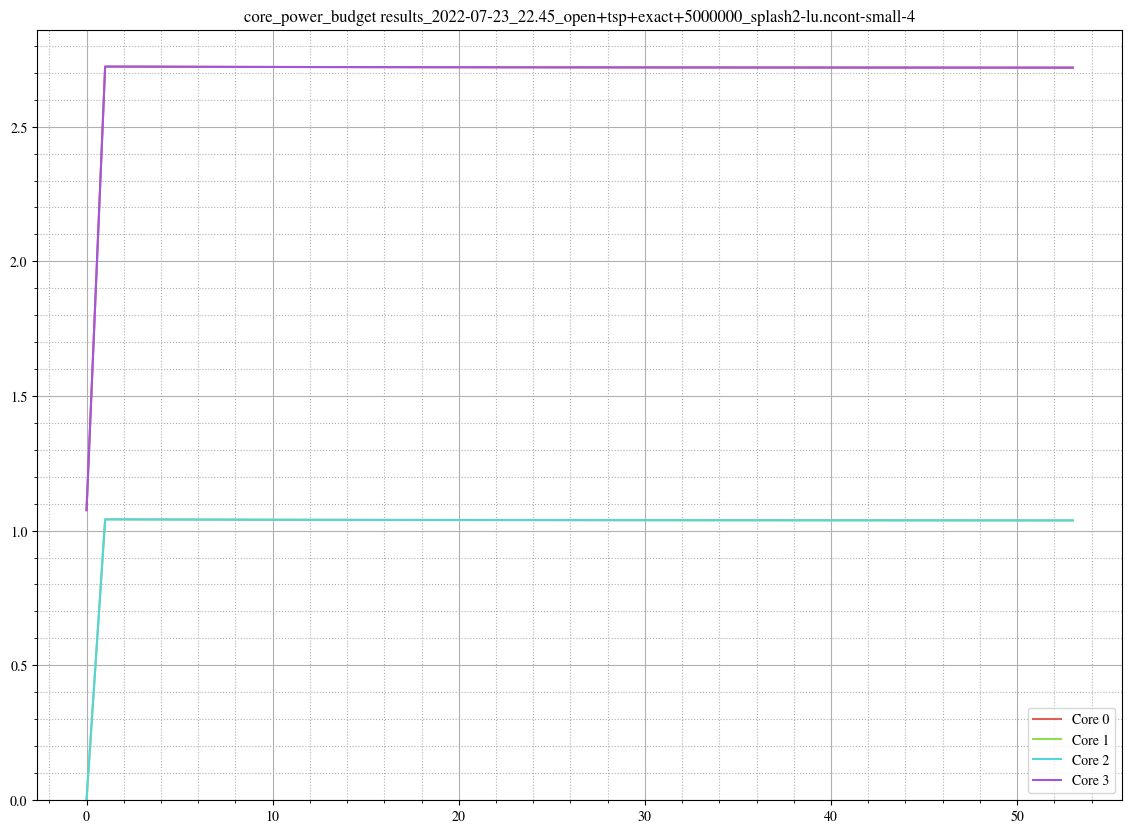 core_power_budget results_2022-07-23_22.45_open+tsp+exact+5000000_splash2-lu.ncont-small-4
2.5
2.0
1.5
1.0
0.5
0.0
0 10 20 30 40 50
Core 0
Core 1
Core 2
Core 3